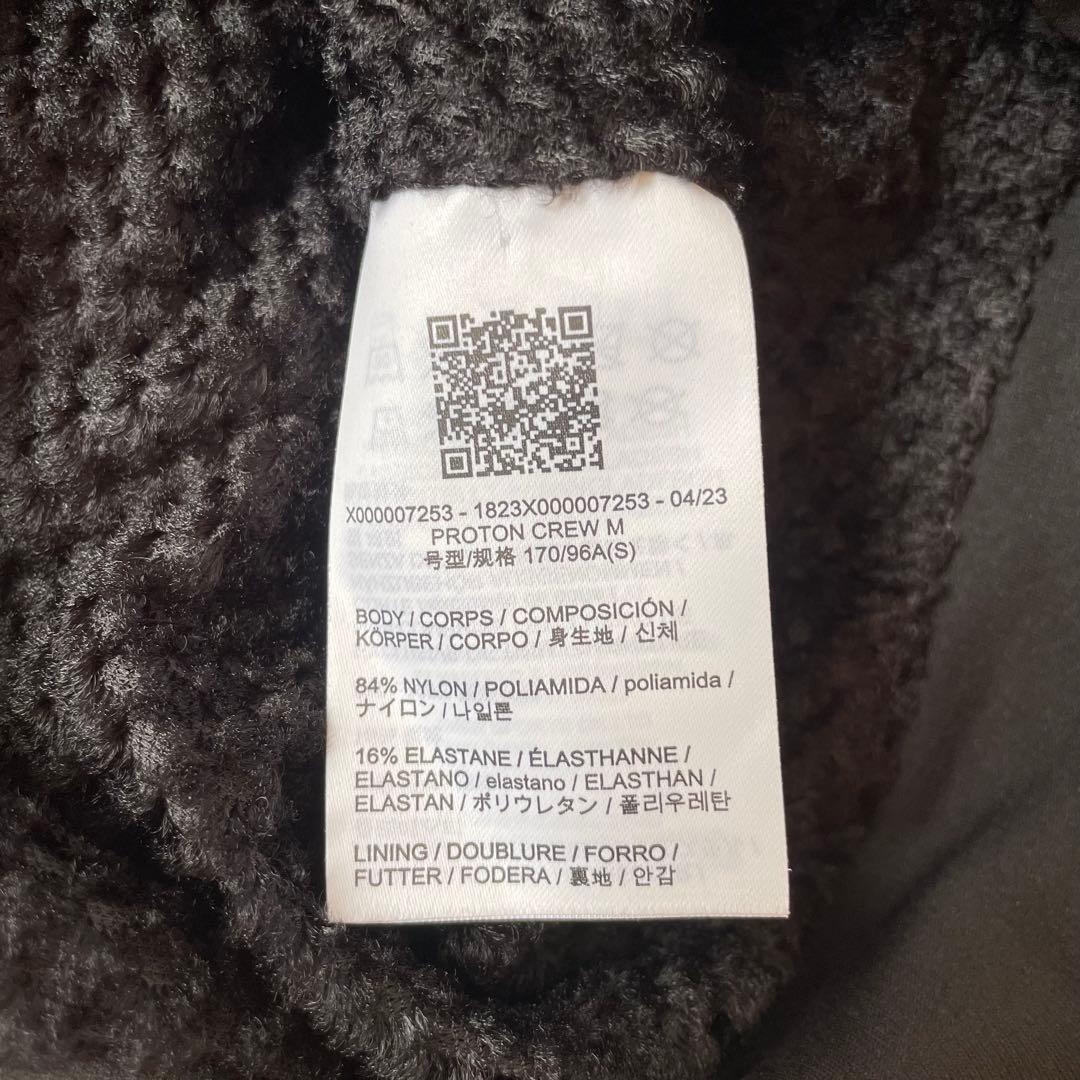 X000007253 - 1823X000007253 - 04/23
PROTON CREW M
号型/规格 170/96A(S)
BODY / CORPS / COMPOSICIÓN /
KÖRPER / CORPO / 身生地 / 신체
84% NYLON / POLIAMIDA / poliamida /
ナイロン / 나일론
16% ELASTANE / ÉLASTHANNE /
ELASTANO / elastano / ELASTHAN /
ELASTAN / ポリウレタン / 폴리우레탄
LINING / DOUBLURE / FORRO /
FUTTER / FODERA / 裏地 / 안감